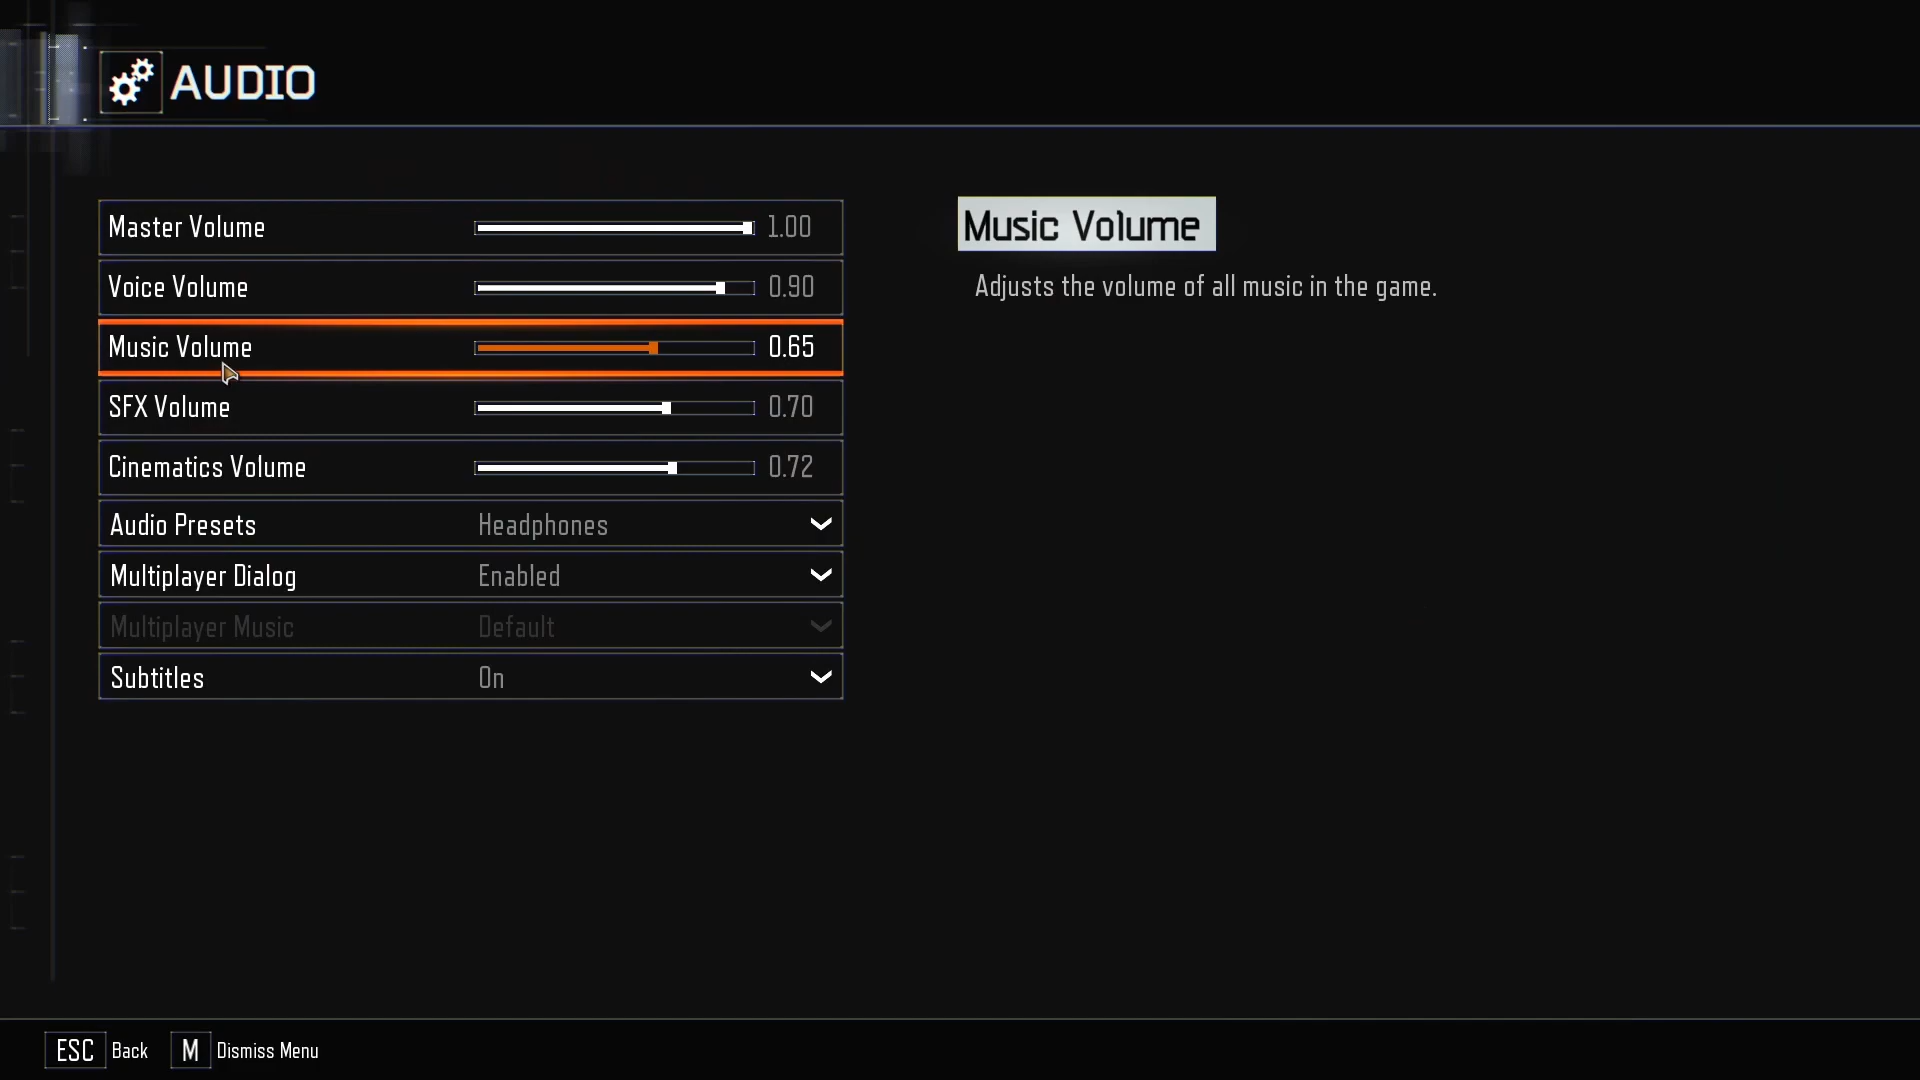 AUDIO
Master Volume 1.00
Voice Volume 0.90
Music Volume 0.65
SFX Volume 0.70
Cinematics Volume 0.72
Audio Presets Headphones
Multiplayer Dialog Enabled
Multiplayer Music Default
Subtitles On
Music Volume
Adjusts the volume of all music in the game.
ESC Back M Dismiss Menu